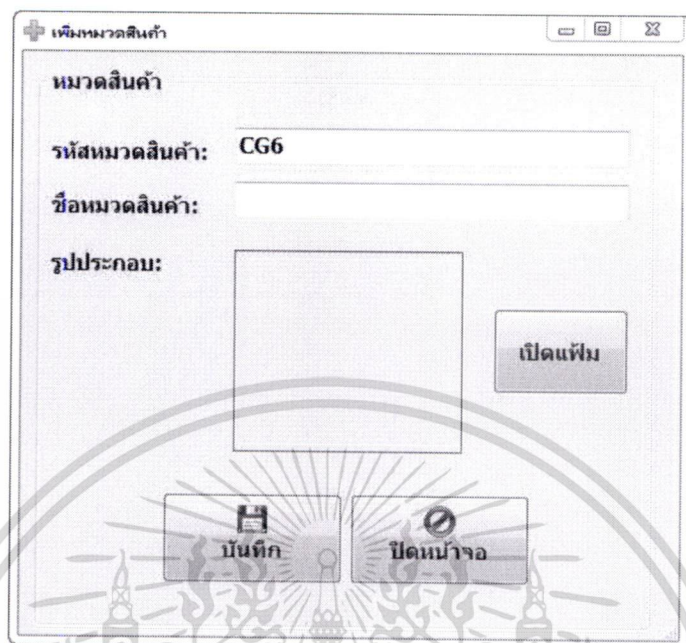 เพิ่มหมวดสินค้า
หมวดสินค้า
รหัสหมวดสินค้า: CG6
ชื่อหมวดสินค้า:
รูปประกอบ:
เปิดแฟ้ม
บันทึก
ปิดหน้าจอ